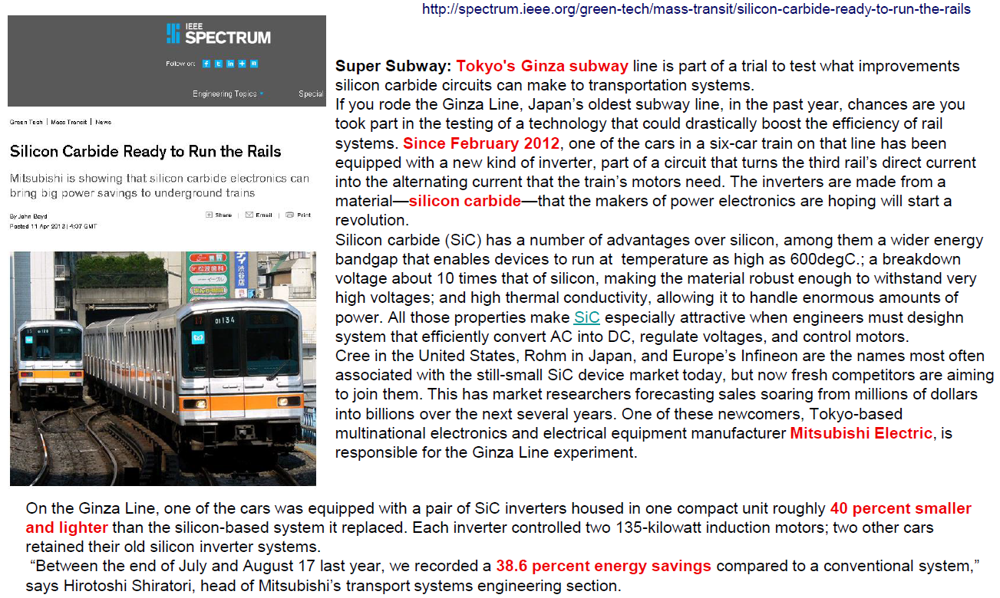 http://spectrum.ieee.org/green-tech/mass-transit/silicon-carbide-ready-to-run-the-rails
IEEE
SPECTRUM
Follow on:
Engineering Topics
Special
Green Tech | Mass Transit | News
Silicon Carbide Ready to Run the Rails
Mitsubishi is showing that silicon carbide electronics can
bring big power savings to underground trains
By John Boyd
Share | Email | Print
Posted 11 Apr 2013 | 4:07 GMT
01134
Super Subway: Tokyo's Ginza subway line is part of a trial to test what improvements
silicon carbide circuits can make to transportation systems.
If you rode the Ginza Line, Japan's oldest subway line, in the past year, chances are you
took part in the testing of a technology that could drastically boost the efficiency of rail
systems. Since February 2012, one of the cars in a six-car train on that line has been
equipped with a new kind of inverter, part of a circuit that turns the third rail's direct current
into the alternating current that the train's motors need. The inverters are made from a
material—silicon carbide—that the makers of power electronics are hoping will start a
revolution.
Silicon carbide (SiC) has a number of advantages over silicon, among them a wider energy
bandgap that enables devices to run at temperature as high as 600degC.; a breakdown
voltage about 10 times that of silicon, making the material robust enough to withstand very
high voltages; and high thermal conductivity, allowing it to handle enormous amounts of
power. All those properties make SiC especially attractive when engineers must desighn
system that efficiently convert AC into DC, regulate voltages, and control motors.
Cree in the United States, Rohm in Japan, and Europe's Infineon are the names most often
associated with the still-small SiC device market today, but now fresh competitors are aiming
to join them. This has market researchers forecasting sales soaring from millions of dollars
into billions over the next several years. One of these newcomers, Tokyo-based
multinational electronics and electrical equipment manufacturer Mitsubishi Electric, is
responsible for the Ginza Line experiment.
On the Ginza Line, one of the cars was equipped with a pair of SiC inverters housed in one compact unit roughly 40 percent smaller
and lighter than the silicon-based system it replaced. Each inverter controlled two 135-kilowatt induction motors; two other cars
retained their old silicon inverter systems.
“Between the end of July and August 17 last year, we recorded a 38.6 percent energy savings compared to a conventional system,”
says Hirotoshi Shiratori, head of Mitsubishi's transport systems engineering section.